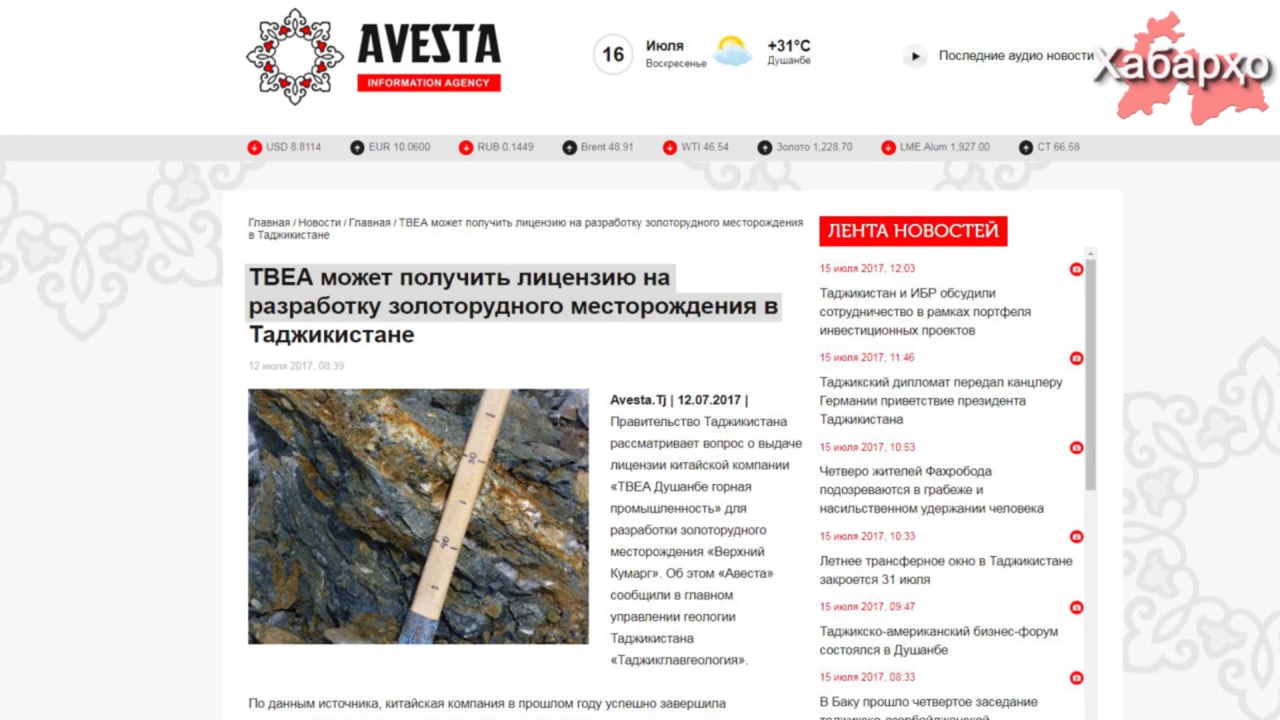 AVESTA
INFORMATION AGENCY
16
Июля
Воскресенье
+31°C
Душанбе
Последние аудио новости
Хабарҳо
USD 8.8114
EUR 10.0600
RUB 0.1449
Brent 48.91
WTI 46.54
Золото 1,228.70
LME.Alum 1,927.00
CT 66.58
Главная / Новости / Главная / ТВЕА может получить лицензию на разработку золоторудного месторождения
в Таджикистане
ТВЕА может получить лицензию на
разработку золоторудного месторождения в
Таджикистане
12 июля 2017, 08:39
30
40
Avesta.Tj | 12.07.2017 |
Правительство Таджикистана
рассматривает вопрос о выдаче
лицензии китайской компании
«ТВЕА Душанбе горная
промышленность» для
разработки золоторудного
месторождения «Верхний
Кумарг». Об этом «Авеста»
сообщили в главном
управлении геологии
Таджикистана
«Таджикглавгеология».
По данным источника, китайская компания в прошлом году успешно завершила
ЛЕНТА НОВОСТЕЙ
15 июля 2017, 12:03
Таджикистан и ИБР обсудили
сотрудничество в рамках портфеля
инвестиционных проектов
15 июля 2017, 11:46
Таджикский дипломат передал канцлеру
Германии приветствие президента
Таджикистана
15 июля 2017, 10:53
Четверо жителей Фахробода
подозреваются в грабеже и
насильственном удержании человека
15 июля 2017, 10:33
Летнее трансферное окно в Таджикистане
закроется 31 июля
15 июля 2017, 09:47
Таджикско-американский бизнес-форум
состоялся в Душанбе
15 июля 2017, 08:33
В Баку прошло четвертое заседание
таджикско-азербайджанской